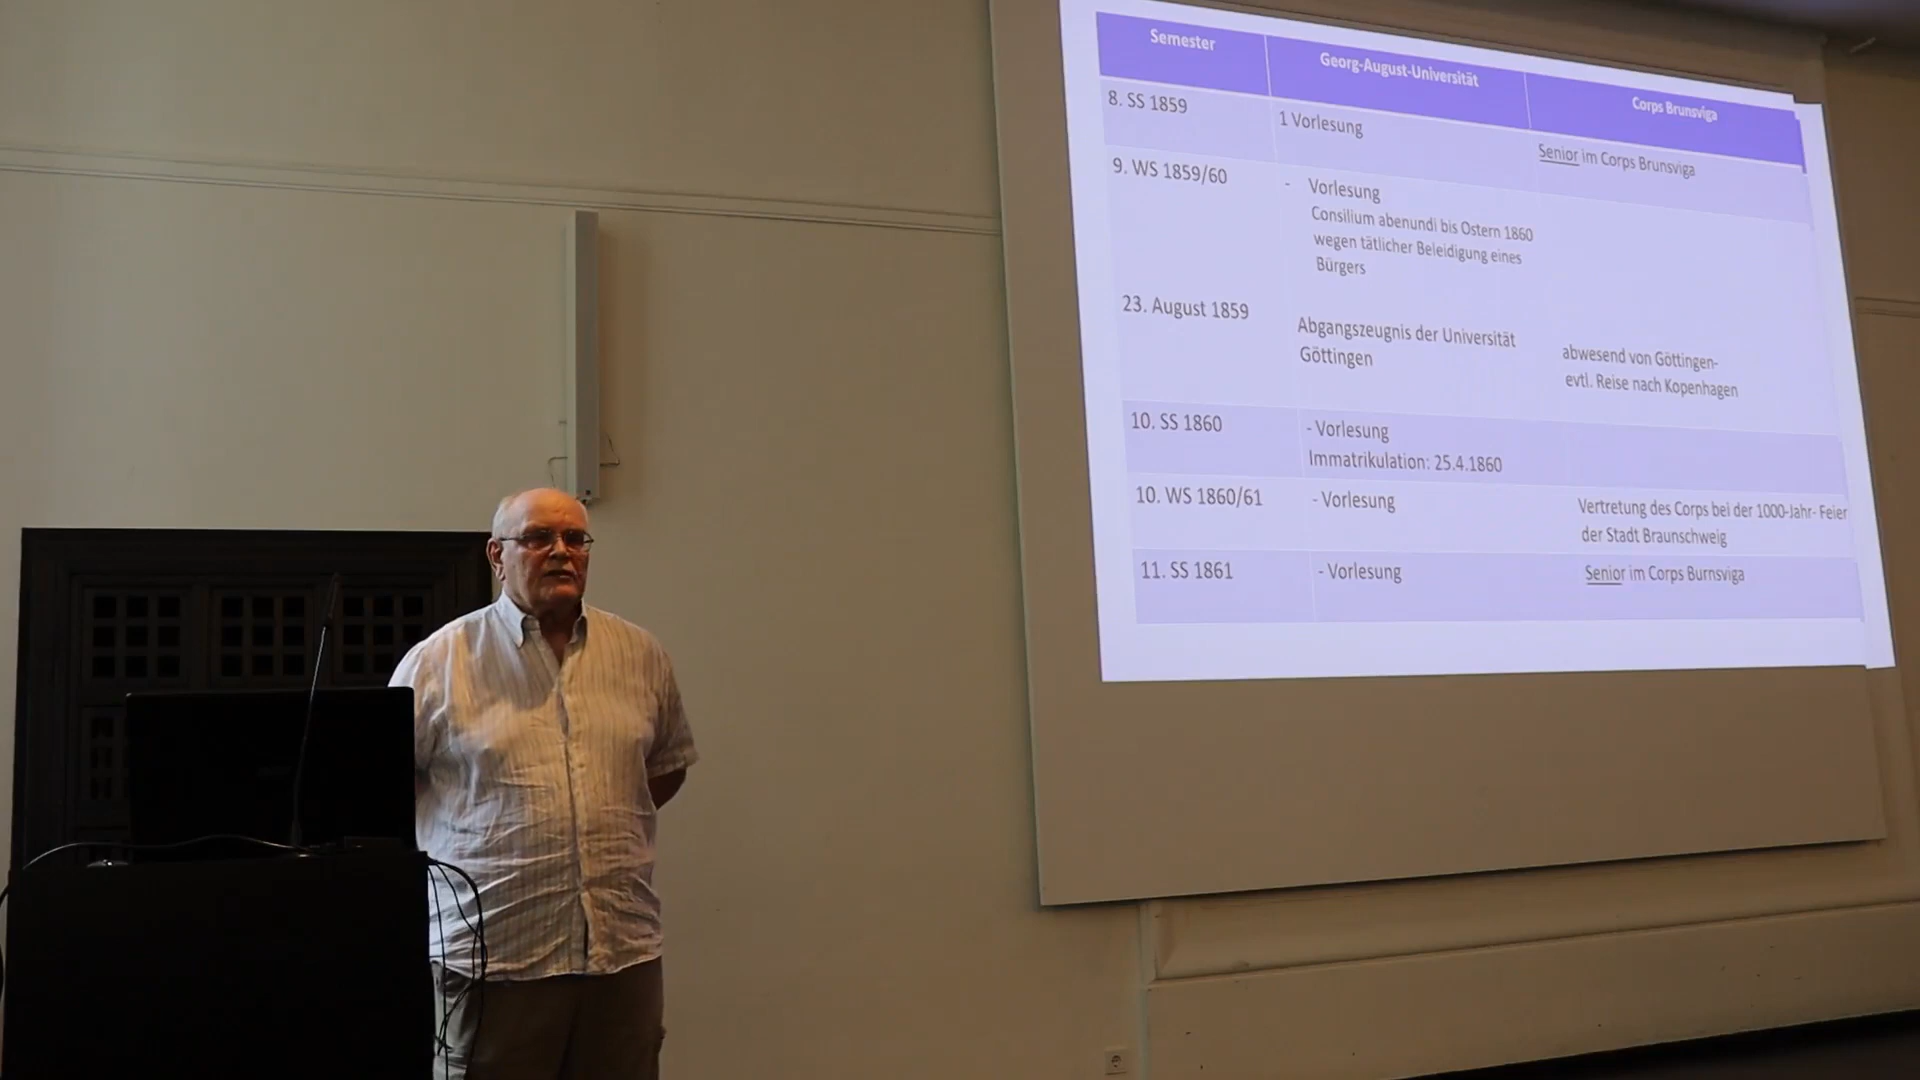 Semester
Georg-August-Universität
Corps Brunsviga
8. SS 1859
1 Vorlesung
Senior im Corps Brunsviga
9. WS 1859/60
- Vorlesung
Consilium abenundi bis Ostern 1860
wegen tätlicher Beleidigung eines
Bürgers
23. August 1859
Abgangszeugnis der Universität
Göttingen
abwesend von Göttingen-
evtl. Reise nach Kopenhagen
10. SS 1860
- Vorlesung
Immatrikulation: 25.4.1860
10. WS 1860/61
- Vorlesung
Vertretung des Corps bei der 1000-Jahr- Feier
der Stadt Braunschweig
11. SS 1861
- Vorlesung
Senior im Corps Burnsviga